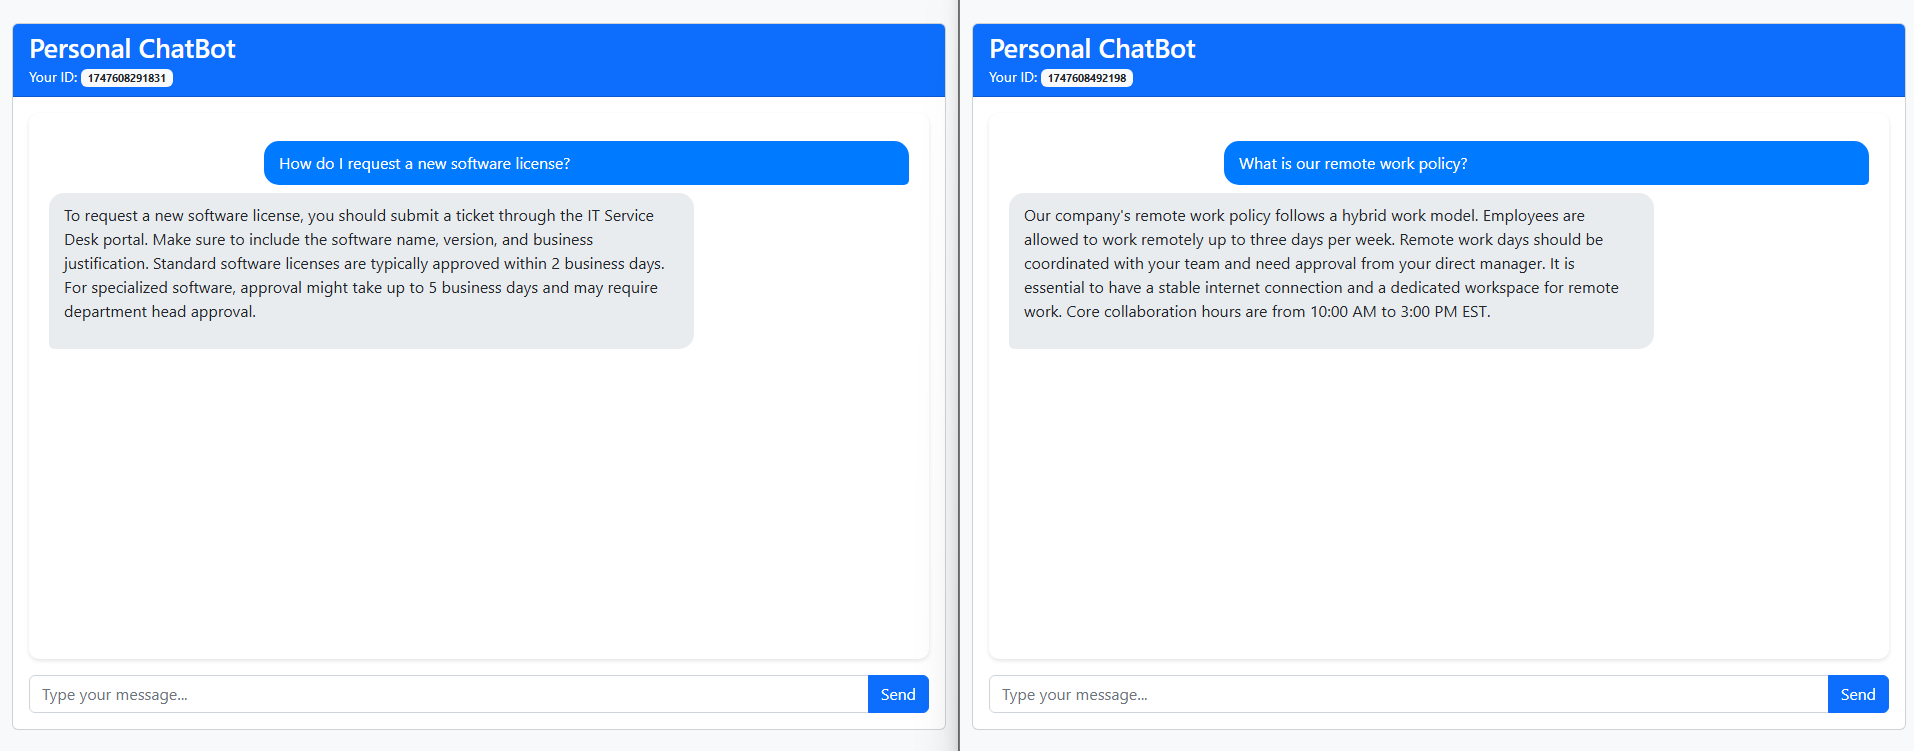 Personal ChatBot
Your ID: 1747608291831
How do I request a new software license?
To request a new software license, you should submit a ticket through the IT Service
Desk portal. Make sure to include the software name, version, and business
justification. Standard software licenses are typically approved within 2 business days.
For specialized software, approval might take up to 5 business days and may require
department head approval.
Type your message...
Send
Personal ChatBot
Your ID: 1747608492198
What is our remote work policy?
Our company's remote work policy follows a hybrid work model. Employees are
allowed to work remotely up to three days per week. Remote work days should be
coordinated with your team and need approval from your direct manager. It is
essential to have a stable internet connection and a dedicated workspace for remote
work. Core collaboration hours are from 10:00 AM to 3:00 PM EST.
Type your message...
Send